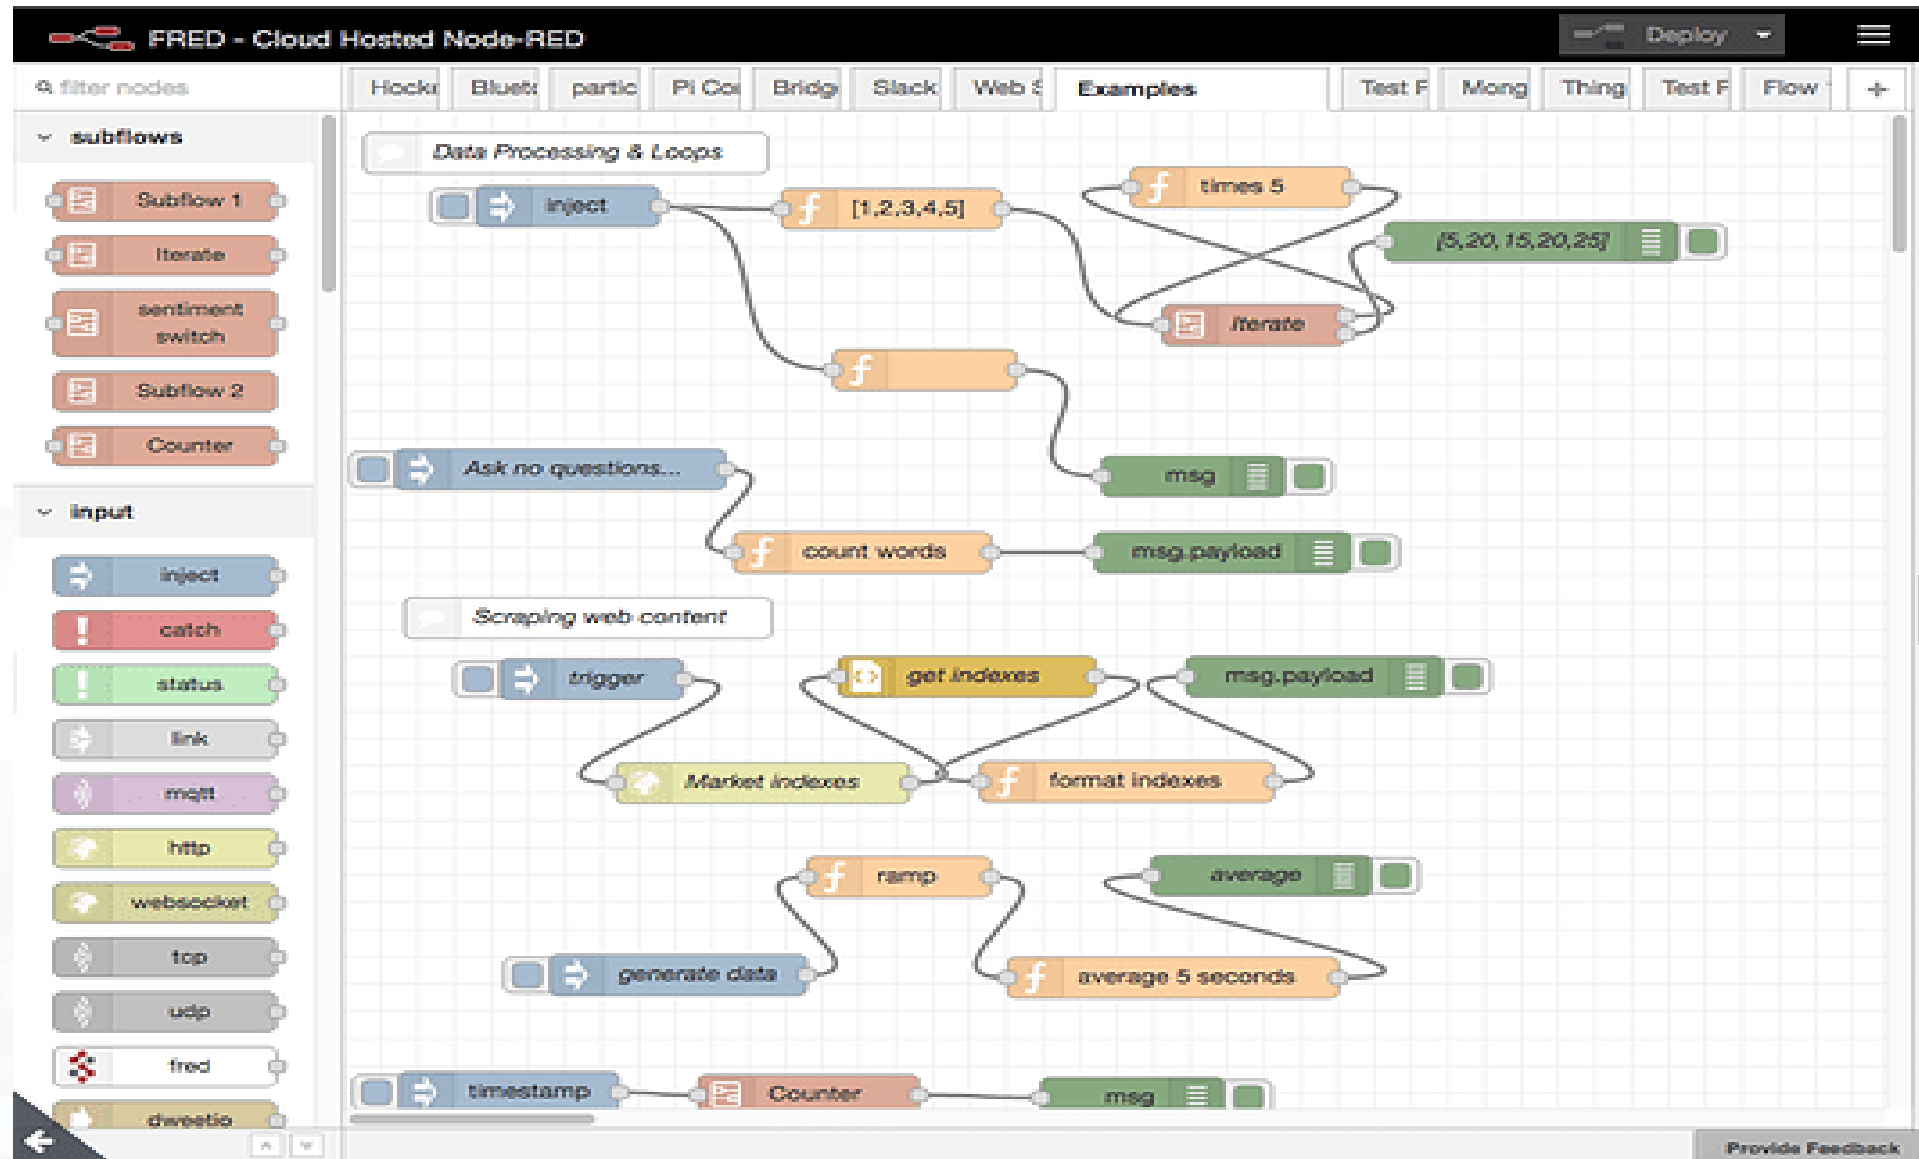 FRED - Cloud Hosted Node-RED
Deploy
filter nodes
Hocke
Bluet
partic
Pi Co
Bridg
Slack
Web S
Examples
Test F
Mong
Thing
Test F
Flow
+
subflows
Subflow 1
Iterate
sentiment
switch
Subflow 2
Counter
input
inject
catch
status
link
mqtt
http
websocket
tcp
udp
fred
dweetio
Data Processing & Loops
inject
[1,2,3,4,5]
times 5
[5,20,15,20,25]
Iterate
Ask no questions...
msg
count words
msg.payload
Scraping web content
trigger
get indexes
msg.payload
Market indexes
format indexes
ramp
average
generate data
average 5 seconds
timestamp
Counter
msg
Provide Feedback